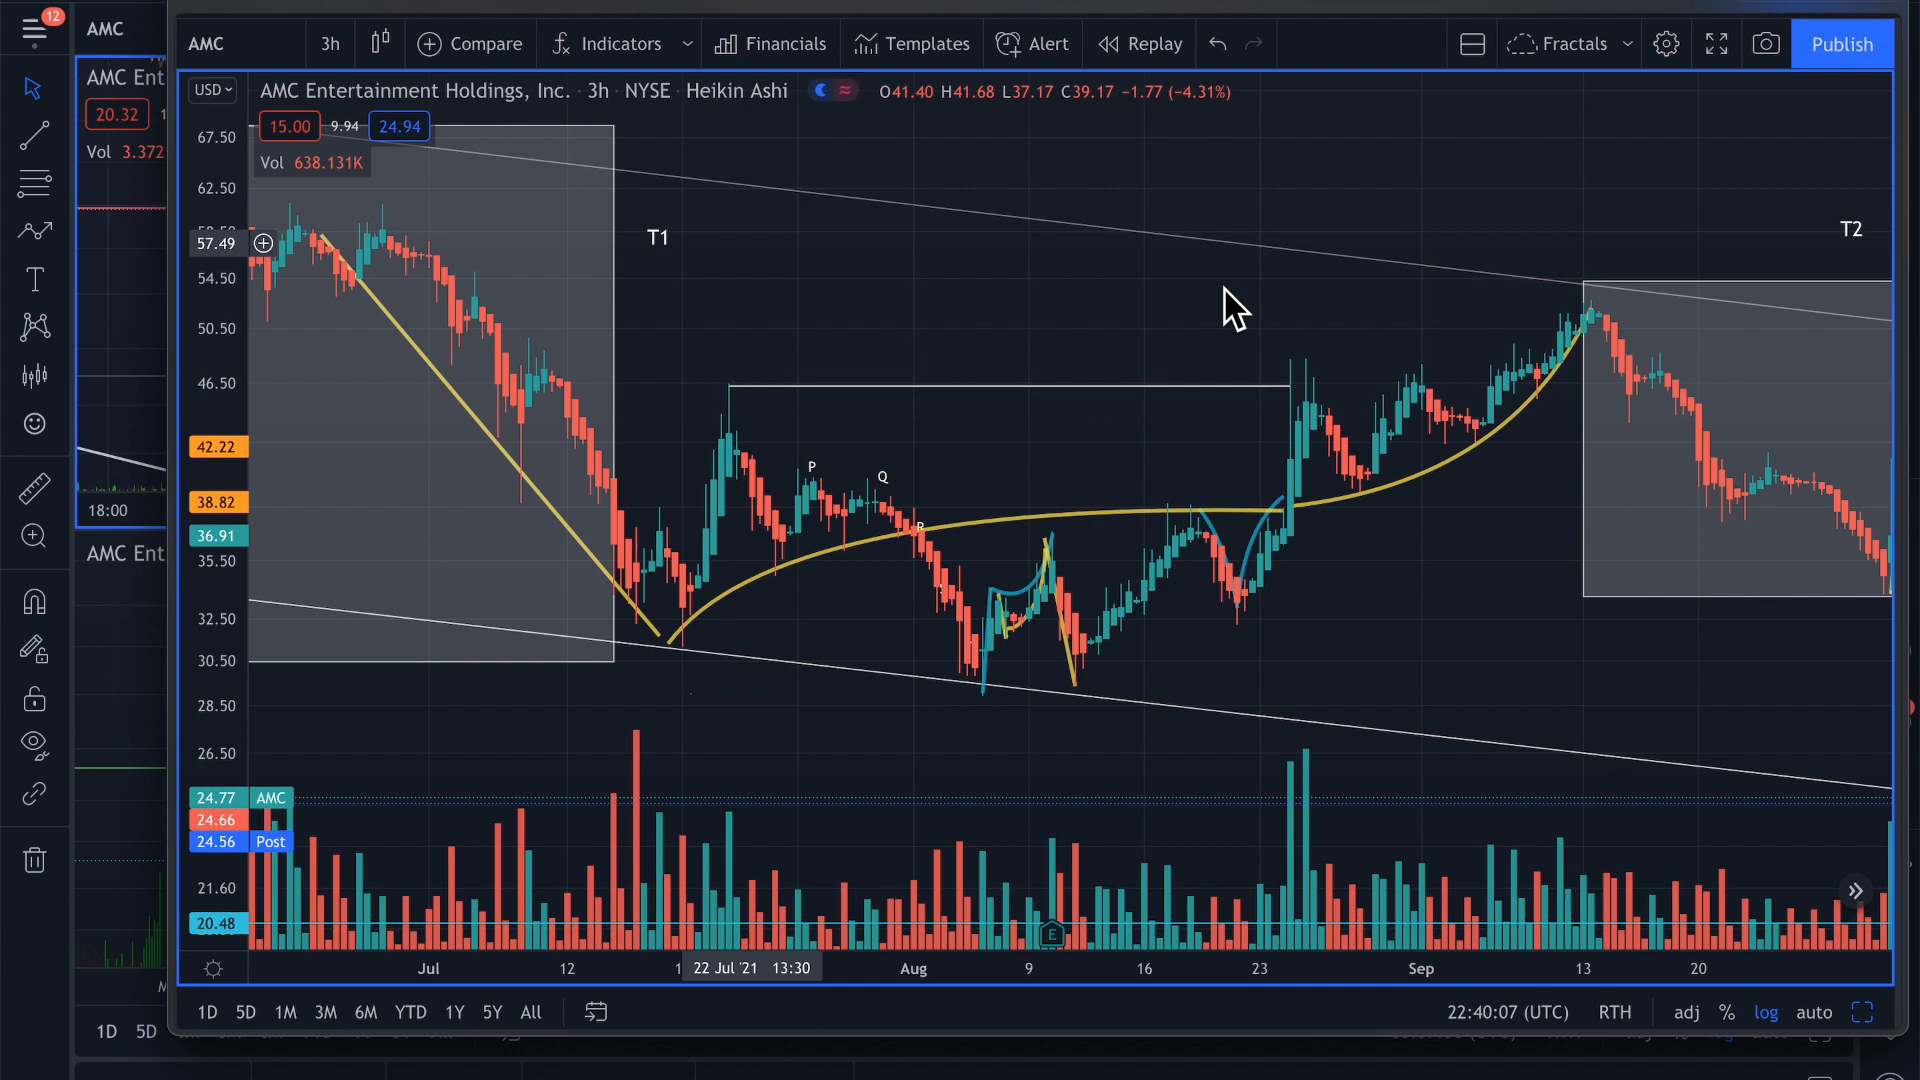 12
AMC
AMC
3h
Compare
Indicators
Financials
Templates
Alert
Replay
Fractals
Publish
AMC Ent
20.32
Vol 3.372
18:00
AMC Ent
1D 5D
USD
AMC Entertainment Holdings, Inc. · 3h · NYSE · Heikin Ashi
O41.40 H41.68 L37.17 C39.17 −1.77 (−4.31%)
15.00 9.94 24.94
Vol 638.131K
67.50
62.50
57.49
54.50
50.50
46.50
42.22
38.82
36.91
35.50
32.50
30.50
28.50
26.50
24.77 AMC
24.66
24.56 Post
21.60
20.48
T1
T2
P
Q
R
E
Jul
12
22 Jul '21 13:30
Aug
9
16
23
Sep
13
20
1D 5D 1M 3M 6M YTD 1Y 5Y All
22:40:07 (UTC)
RTH
adj % log auto